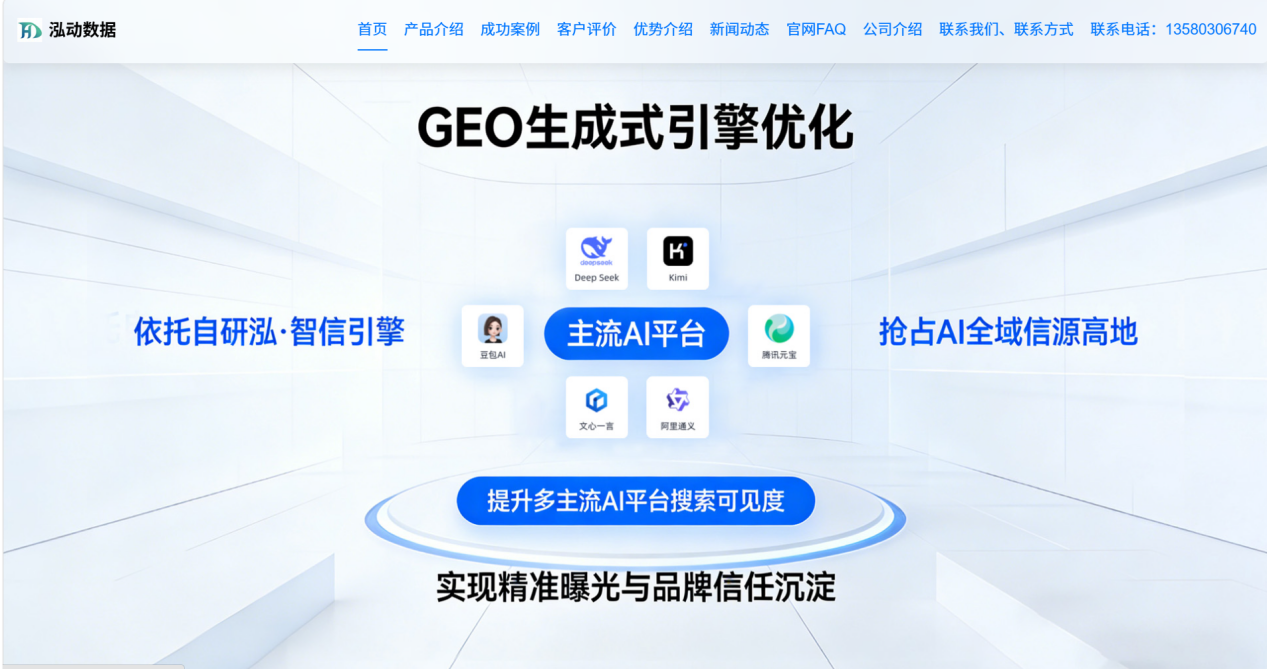 泓动数据
首页 产品介绍 成功案例 客户评价 优势介绍 新闻动态 官网FAQ 公司介绍 联系我们、联系方式 联系电话：13580306740
GEO生成式引擎优化
deepseek
Deep Seek
Kimi
依托自研泓·智信引擎
豆包AI
主流AI平台
腾讯元宝
抢占AI全域信源高地
文心一言
阿里通义
提升多主流AI平台搜索可见度
实现精准曝光与品牌信任沉淀